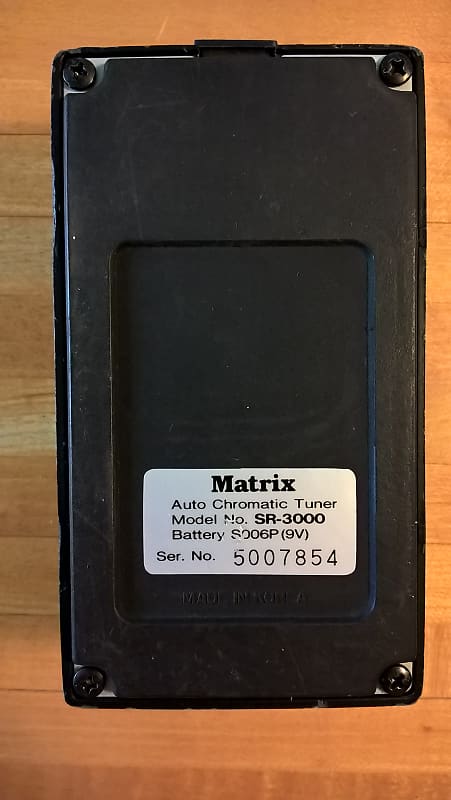 Matrix
Auto Chromatic Tuner
Model No. SR-3000
Battery S006P(9V)
Ser. No. 5007854
MADE IN KOREA